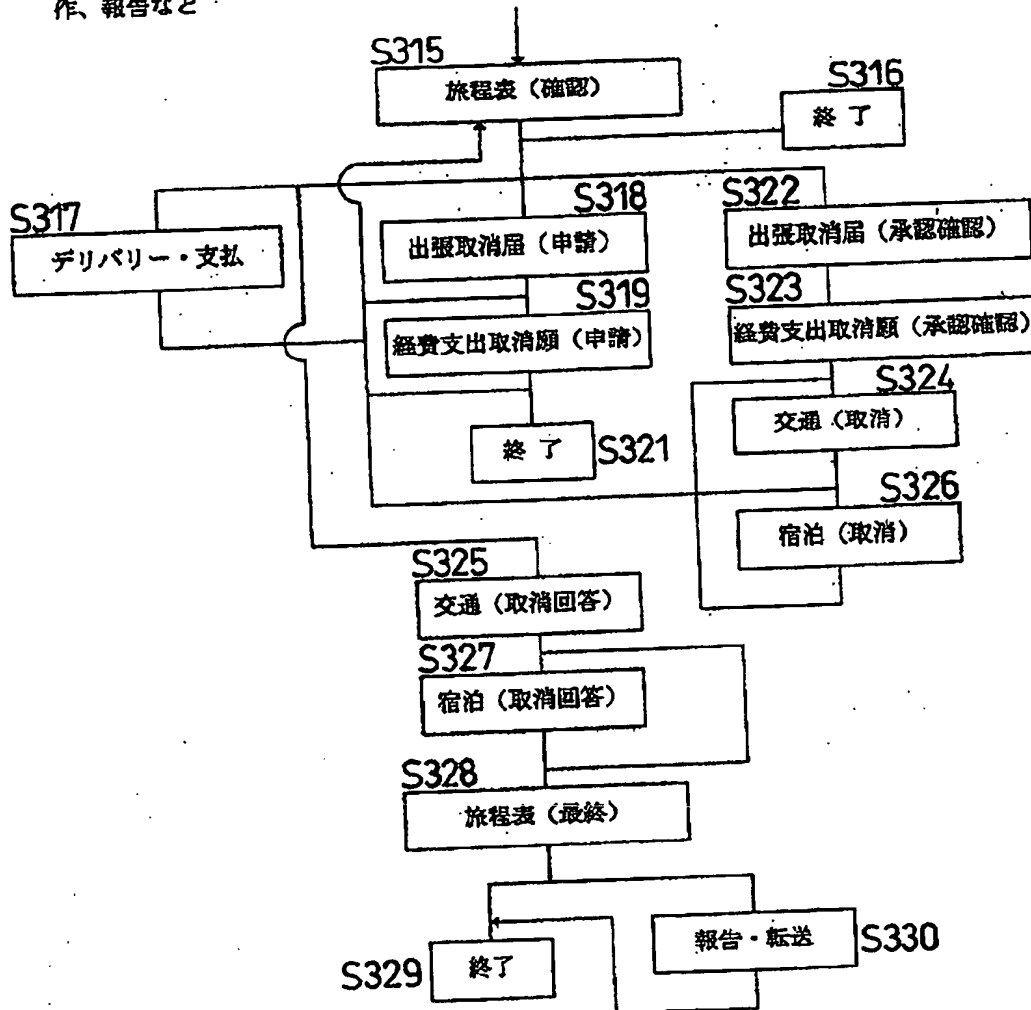 作、報告など
S315
旅程表（確認）
S316
終 了
S317
デリバリー・支払
S318
出張取消届（申請）
S322
出張取消届（承認確認）
S319
経費支出取消願（申請）
S323
経費支出取消願（承認確認）
S324
交通（取消）
終 了
S321
S326
宿泊（取消）
S325
交通（取消回答）
S327
宿泊（取消回答）
S328
旅程表（最終）
報告・転送
S330
S329
終了